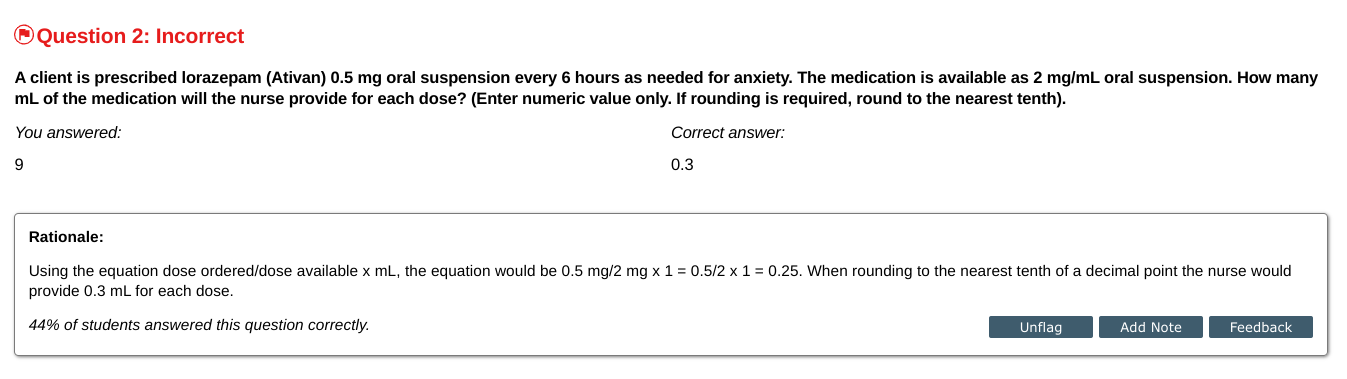 Question 2: Incorrect
A client is prescribed lorazepam (Ativan) 0.5 mg oral suspension every 6 hours as needed for anxiety. The medication is available as 2 mg/mL oral suspension. How many
mL of the medication will the nurse provide for each dose? (Enter numeric value only. If rounding is required, round to the nearest tenth).
You answered:
Correct answer:
9
0.3
Rationale:
Using the equation dose ordered/dose available x mL, the equation would be 0.5 mg/2 mg x 1 = 0.5/2 x 1 = 0.25. When rounding to the nearest tenth of a decimal point the nurse would
provide 0.3 mL for each dose.
44% of students answered this question correctly.
Unflag
Add Note
Feedback